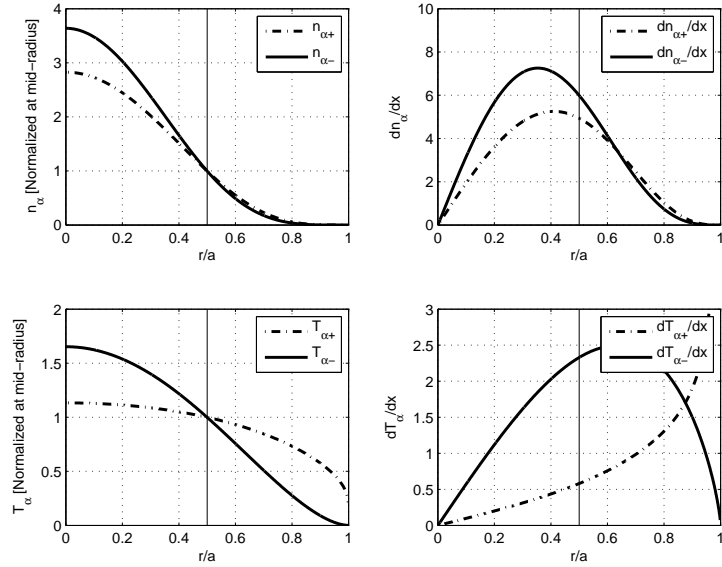 4
3
2
1
0
n_α [Normalized at mid−radius]
n_α+
n_α−
0 0.2 0.4 0.6 0.8 1
r/a
10
8
6
4
2
0
dn_α/dx
dn_α+/dx
dn_α−/dx
0 0.2 0.4 0.6 0.8 1
r/a
2
1.5
1
0.5
0
T_α [Normalized at mid−radius]
T_α+
T_α−
0 0.2 0.4 0.6 0.8 1
r/a
3
2.5
2
1.5
1
0.5
0
dT_α/dx
dT_α+/dx
dT_α−/dx
0 0.2 0.4 0.6 0.8 1
r/a